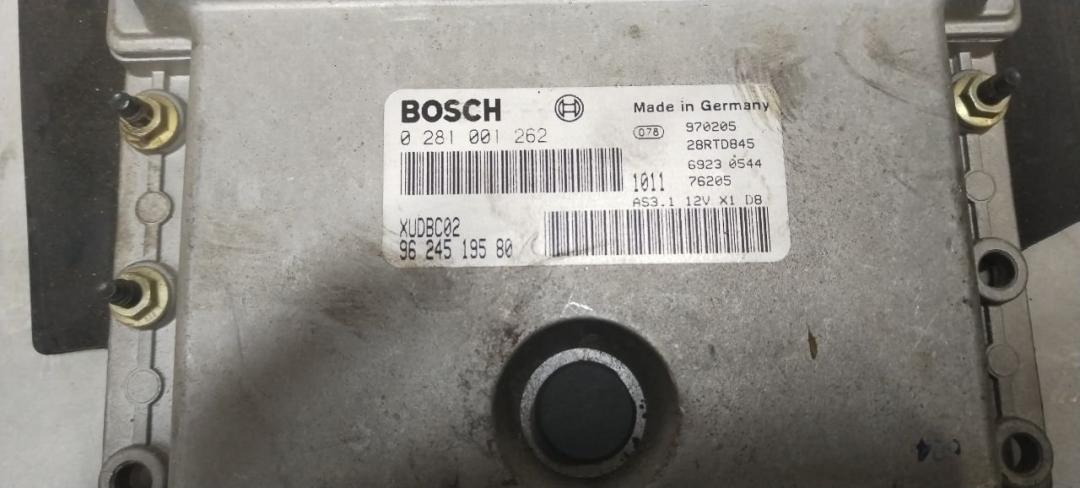 BOSCH
Made in Germany
0 281 001 262
078
970205
28RTD845
6923 0544
1011
76205
AS3.1 12V X1 D8
XUDBC02
96 245 195 80